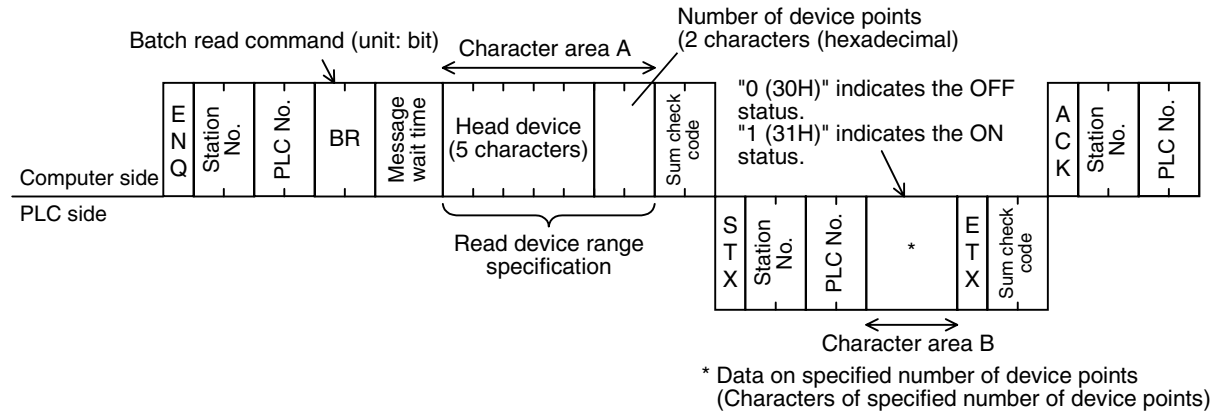 Number of device points
(2 characters (hexadecimal)
Batch read command (unit: bit)
Character area A
"0 (30H)" indicates the OFF
status.
"1 (31H)" indicates the ON
status.
Computer side
PLC side
E
N
Q
Station
No.
PLC No.
BR
Message
wait time
Head device
(5 characters)
Sum check
code
Read device range
specification
S
T
X
Station
No.
PLC No.
*
E
T
X
Sum check
code
A
C
K
Station
No.
PLC No.
Character area B
* Data on specified number of device points
(Characters of specified number of device points)